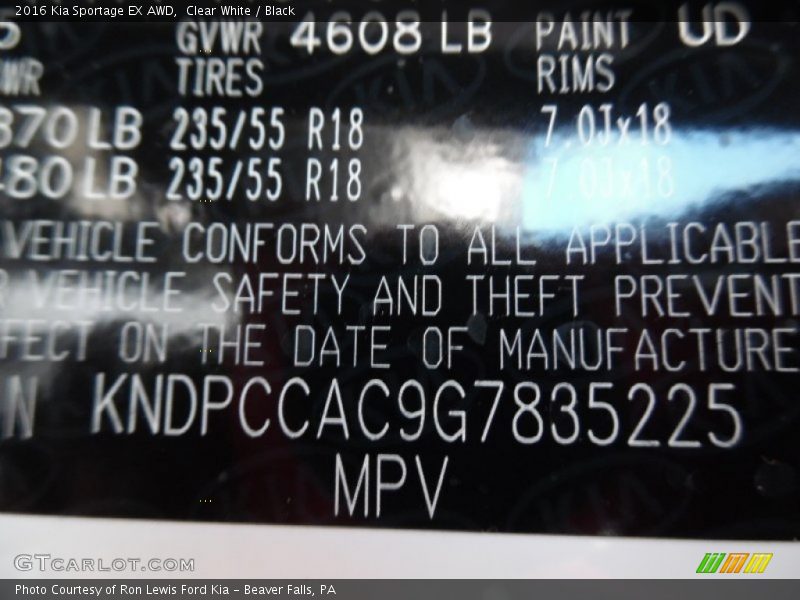 2016 Kia Sportage EX AWD,  Clear White / Black
GVWR 4608 LB PAINT UD
TIRES RIMS
870 LB 235/55 R18 7.0Jx18
480 LB 235/55 R18 7.0Jx18
VEHICLE CONFORMS TO ALL APPLICABLE
VEHICLE SAFETY AND THEFT PREVENT
FECT ON THE DATE OF MANUFACTURE
N KNDPCCAC9G7835225
MPV
GTCARLOT.COM
Photo Courtesy of Ron Lewis Ford Kia - Beaver Falls, PA